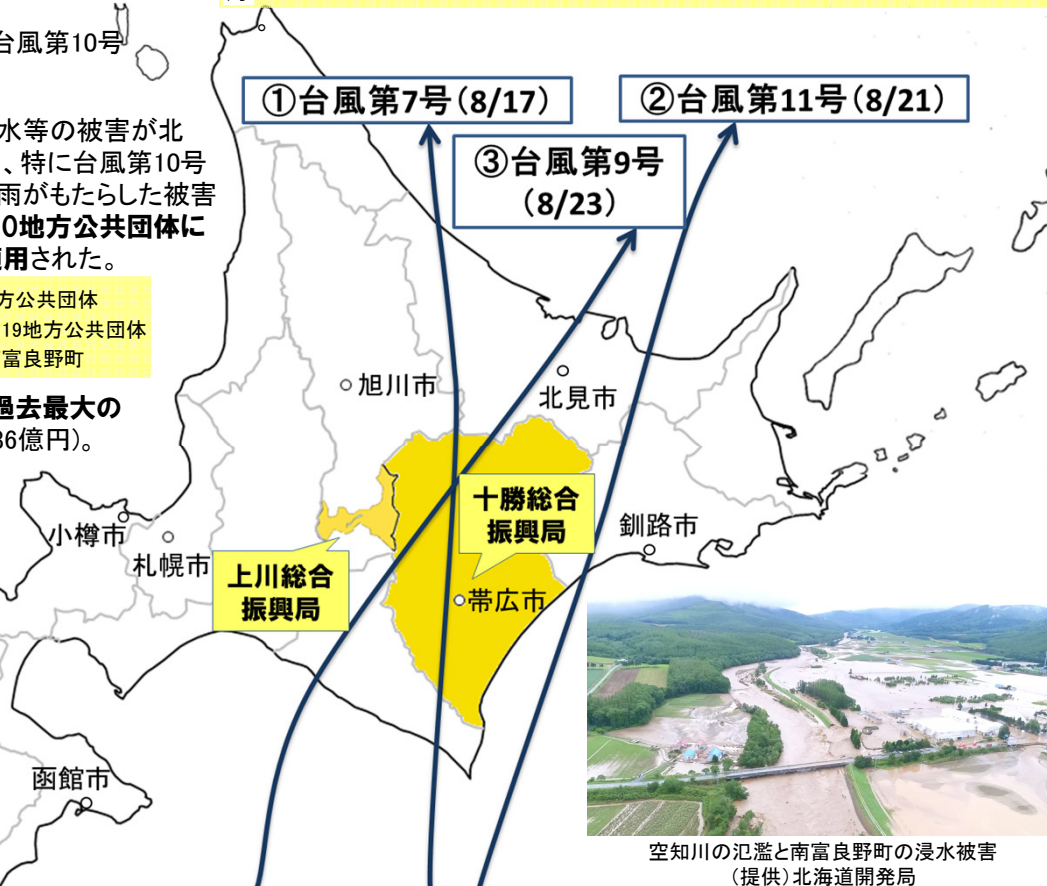 台風第10号
①台風第7号(8/17)
②台風第11号(8/21)
水等の被害が北
、特に台風第10号
雨がもたらした被害
0地方公共団体に
用された。
③台風第9号
(8/23)
方公共団体
19地方公共団体
富良野町
過去最大の
36億円)。
旭川市
北見市
小樽市
札幌市
十勝総合
振興局
釧路市
上川総合
振興局
帯広市
函館市
空知川の氾濫と南富良野町の浸水被害
(提供)北海道開発局